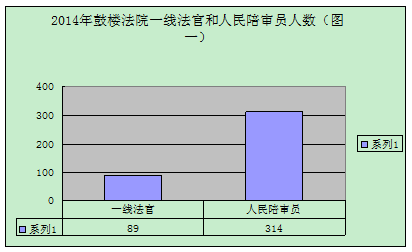 2014年鼓楼法院一线法官和人民陪审员人数（图
一）
400
300
200
100
0
系列1
一线法官 人民陪审员
系列1 89 314